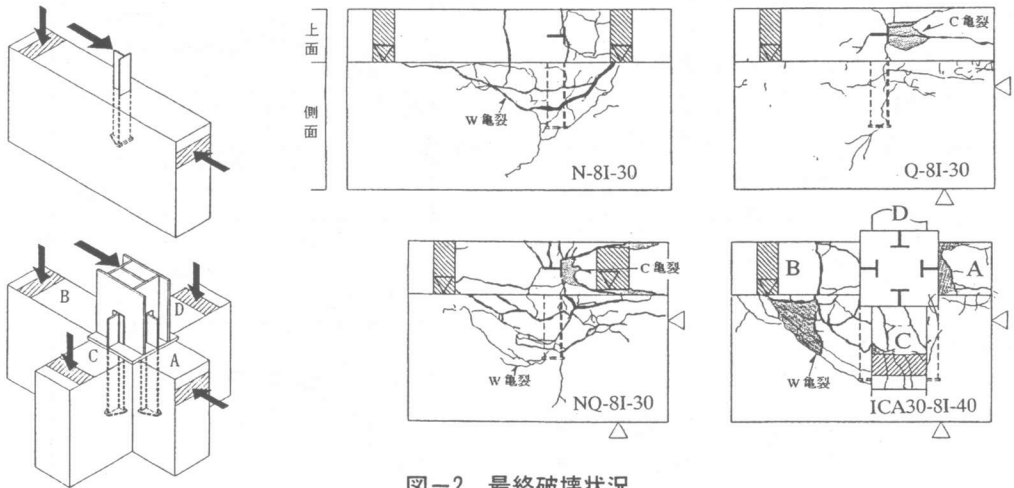 上面
側面
W亀裂
N-8I-30
C亀裂
Q-8I-30
C亀裂
W亀裂
NQ-8I-30
D
B
A
C
W亀裂
ICA30-8I-40
B
D
C
A
図-2 最終破壊状況